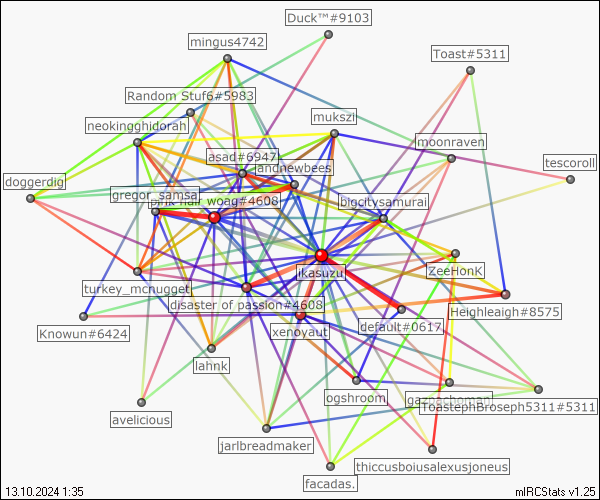 Duck™#9103
mingus4742
Toast#5311
Random Stuf6#5983
mukszi
neokingghidorah
moonraven
asad#6947
andnewbees
tescoroll
doggerdig
gregor_samsa
woag#4608
bigcitysamurai
ikasuzu
ZeeHonK
turkey_mcnugget
disaster of passion#4608
Heighleaigh#8575
Knowun#6424
xenoyaut
default#0617
lahnk
ogshroom
gazpachoman
ToastephBroseph5311#5311
avelicious
jarlbreadmaker
thiccusboiusalexusjoneus
facadas.
13.10.2024 1:35
mIRCStats v1.25